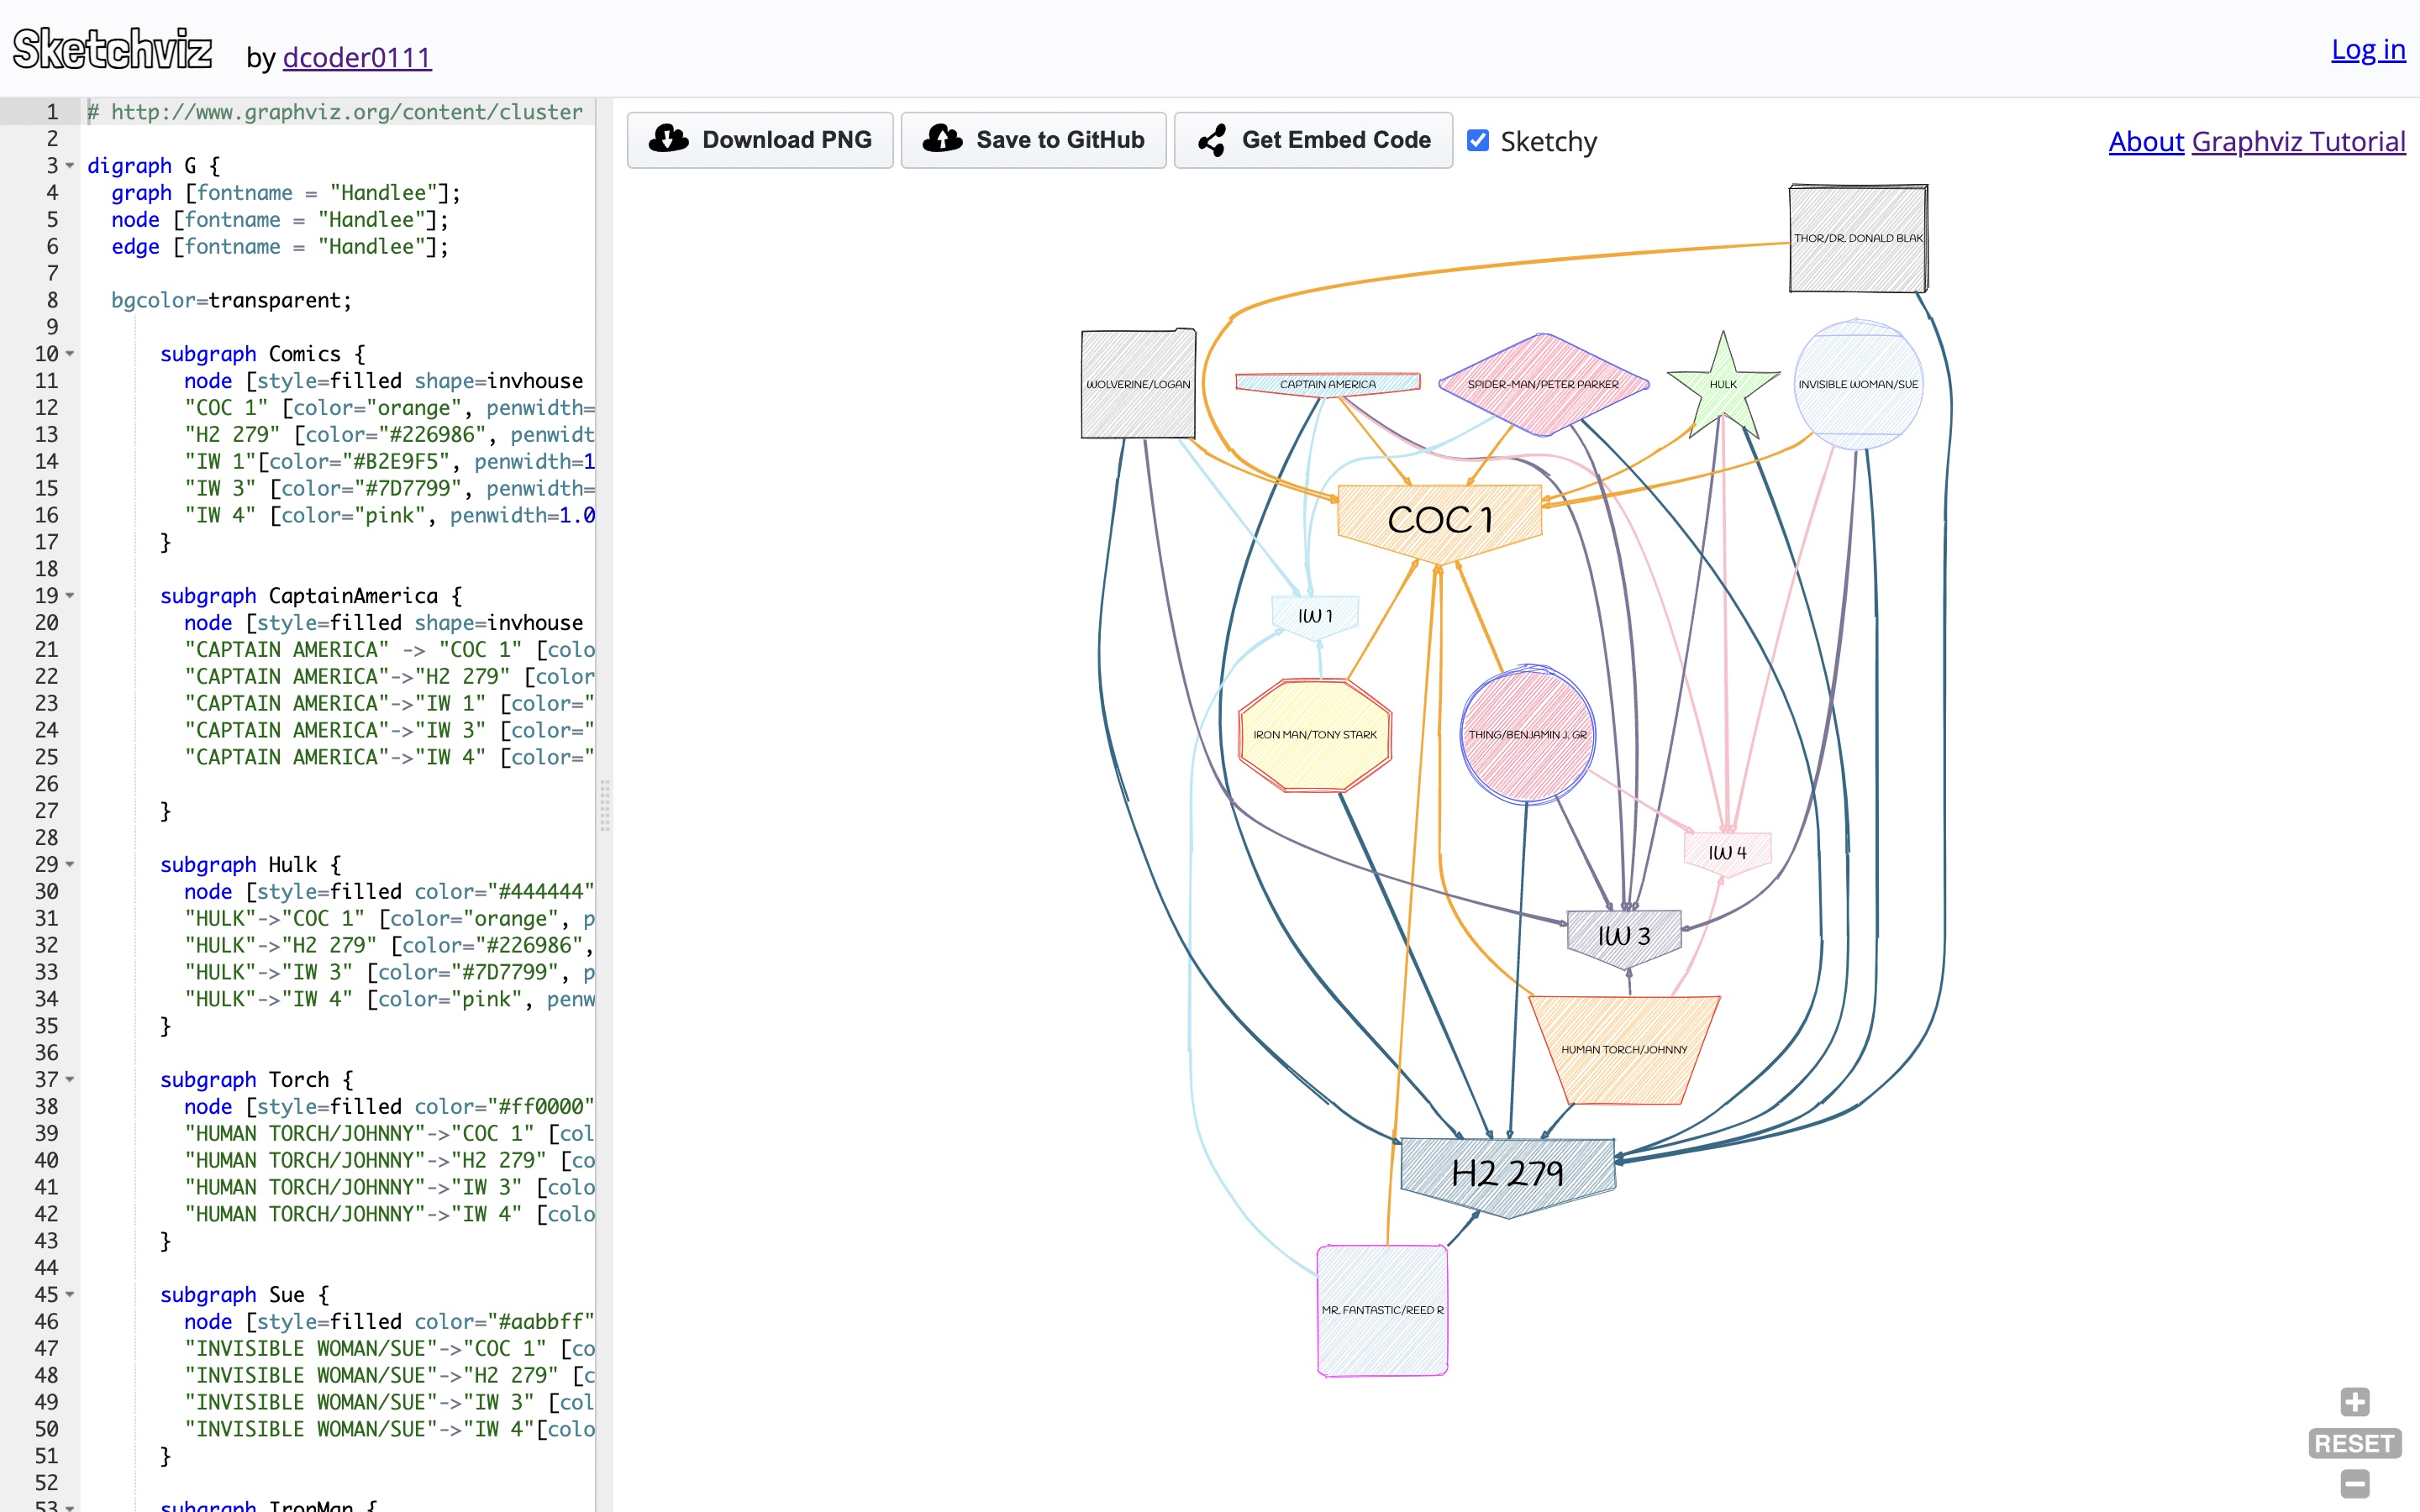 Sketchviz by dcoder0111
Log in
1 # http://www.graphviz.org/content/cluster
2
3 digraph G {
4 graph [fontname = "Handlee"];
5 node [fontname = "Handlee"];
6 edge [fontname = "Handlee"];
7
8 bgcolor=transparent;
9
10 subgraph Comics {
11 node [style=filled shape=invhouse
12 "COC 1" [color="orange", penwidth=
13 "H2 279" [color="#226986", penwidt
14 "IW 1"[color="#B2E9F5", penwidth=1
15 "IW 3" [color="#7D7799", penwidth=
16 "IW 4" [color="pink", penwidth=1.0
17 }
18
19 subgraph CaptainAmerica {
20 node [style=filled shape=invhouse
21 "CAPTAIN AMERICA" -> "COC 1" [colo
22 "CAPTAIN AMERICA"->"H2 279" [color
23 "CAPTAIN AMERICA"->"IW 1" [color="
24 "CAPTAIN AMERICA"->"IW 3" [color="
25 "CAPTAIN AMERICA"->"IW 4" [color="
26
27 }
28
29 subgraph Hulk {
30 node [style=filled color="#444444"
31 "HULK"->"COC 1" [color="orange", p
32 "HULK"->"H2 279" [color="#226986",
33 "HULK"->"IW 3" [color="#7D7799", p
34 "HULK"->"IW 4" [color="pink", penw
35 }
36
37 subgraph Torch {
38 node [style=filled color="#ff0000"
39 "HUMAN TORCH/JOHNNY"->"COC 1" [col
40 "HUMAN TORCH/JOHNNY"->"H2 279" [co
41 "HUMAN TORCH/JOHNNY"->"IW 3" [colo
42 "HUMAN TORCH/JOHNNY"->"IW 4" [colo
43 }
44
45 subgraph Sue {
46 node [style=filled color="#aabbff"
47 "INVISIBLE WOMAN/SUE"->"COC 1" [co
48 "INVISIBLE WOMAN/SUE"->"H2 279" [c
49 "INVISIBLE WOMAN/SUE"->"IW 3" [col
50 "INVISIBLE WOMAN/SUE"->"IW 4"[colo
51 }
52
53 subgraph IronMan {
Download PNG
Save to GitHub
Get Embed Code
Sketchy
About Graphviz Tutorial
THOR/DR. DONALD BLAK
WOLVERINE/LOGAN
CAPTAIN AMERICA
SPIDER-MAN/PETER PARKER
HULK
INVISIBLE WOMAN/SUE
COC 1
IW 1
IRON MAN/TONY STARK
THING/BENJAMIN J. GR
IW 4
IW 3
HUMAN TORCH/JOHNNY
H2 279
MR. FANTASTIC/REED R
RESET